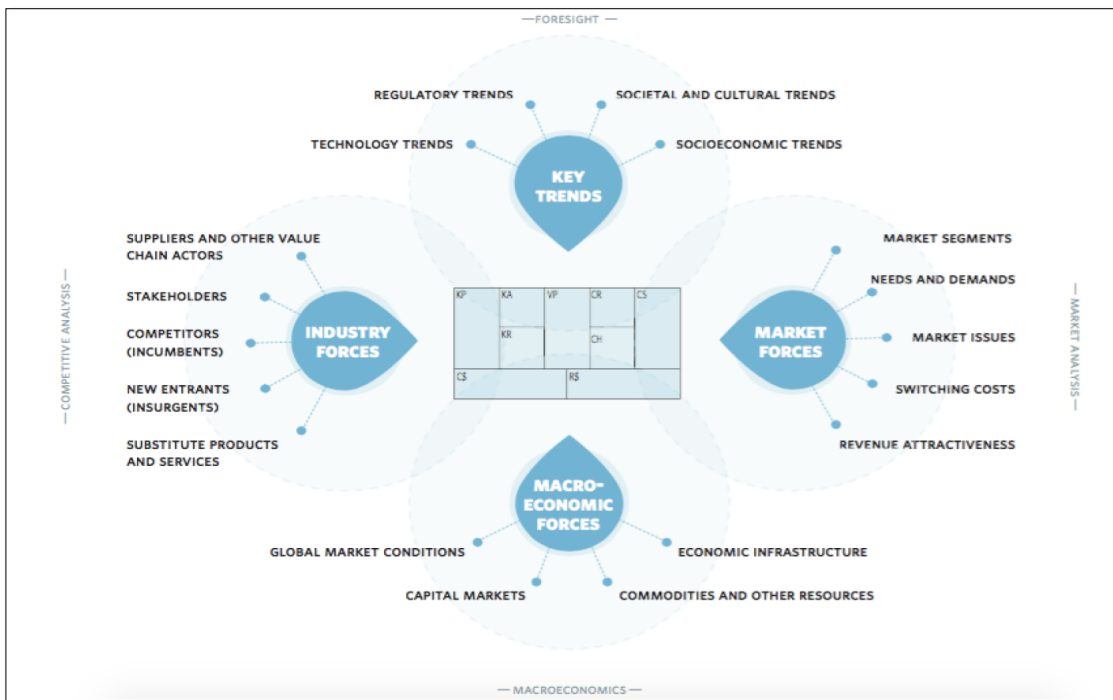 — FORESIGHT —
REGULATORY TRENDS
SOCIETAL AND CULTURAL TRENDS
TECHNOLOGY TRENDS
SOCIOECONOMIC TRENDS
KEY
TRENDS
— COMPETITIVE ANALYSIS —
SUPPLIERS AND OTHER VALUE
CHAIN ACTORS
STAKEHOLDERS
COMPETITORS
(INCUMBENTS)
NEW ENTRANTS
(INSURGENTS)
SUBSTITUTE PRODUCTS
AND SERVICES
INDUSTRY
FORCES
KP
KA
VP
CR
CS
KR
CH
C$
R$
MARKET
FORCES
MARKET SEGMENTS
NEEDS AND DEMANDS
MARKET ISSUES
SWITCHING COSTS
REVENUE ATTRACTIVENESS
— MARKET ANALYSIS —
MACRO-
ECONOMIC
FORCES
GLOBAL MARKET CONDITIONS
ECONOMIC INFRASTRUCTURE
CAPITAL MARKETS
COMMODITIES AND OTHER RESOURCES
— MACROECONOMICS —